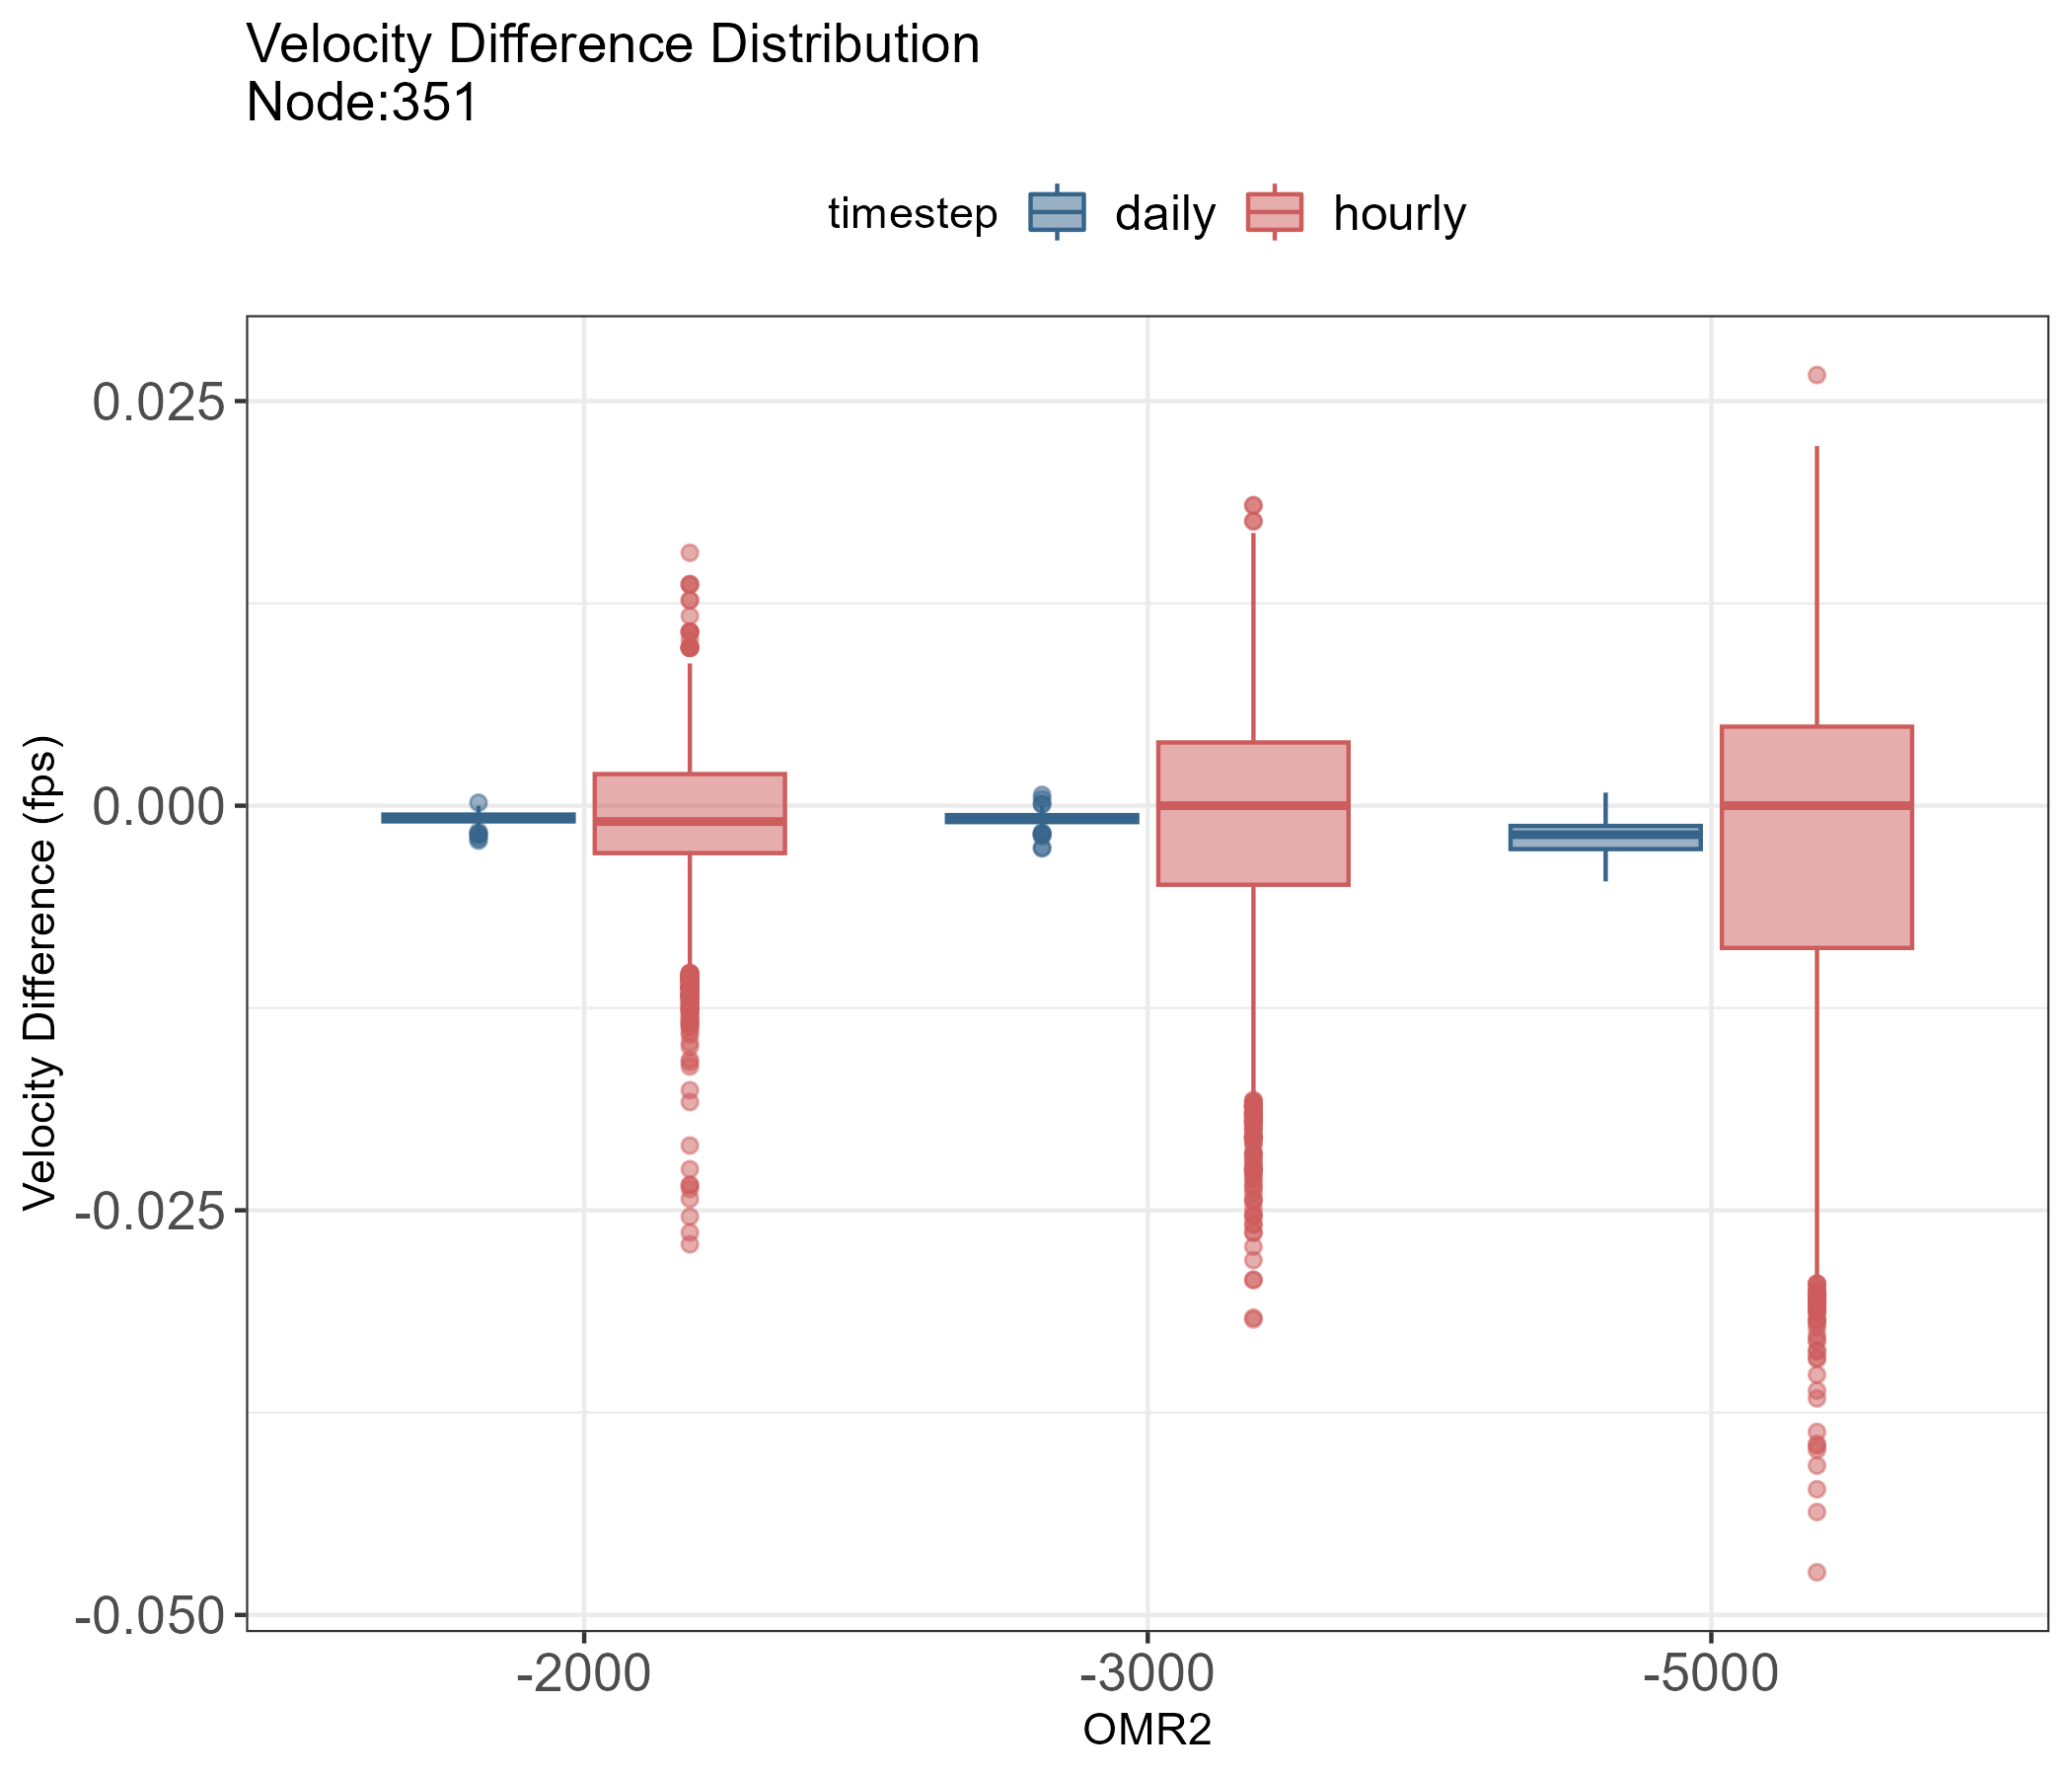 Velocity Difference Distribution
Node:351
timestep daily hourly
Velocity Difference (fps)
0.025
0.000
-0.025
-0.050
-2000 -3000 -5000
OMR2